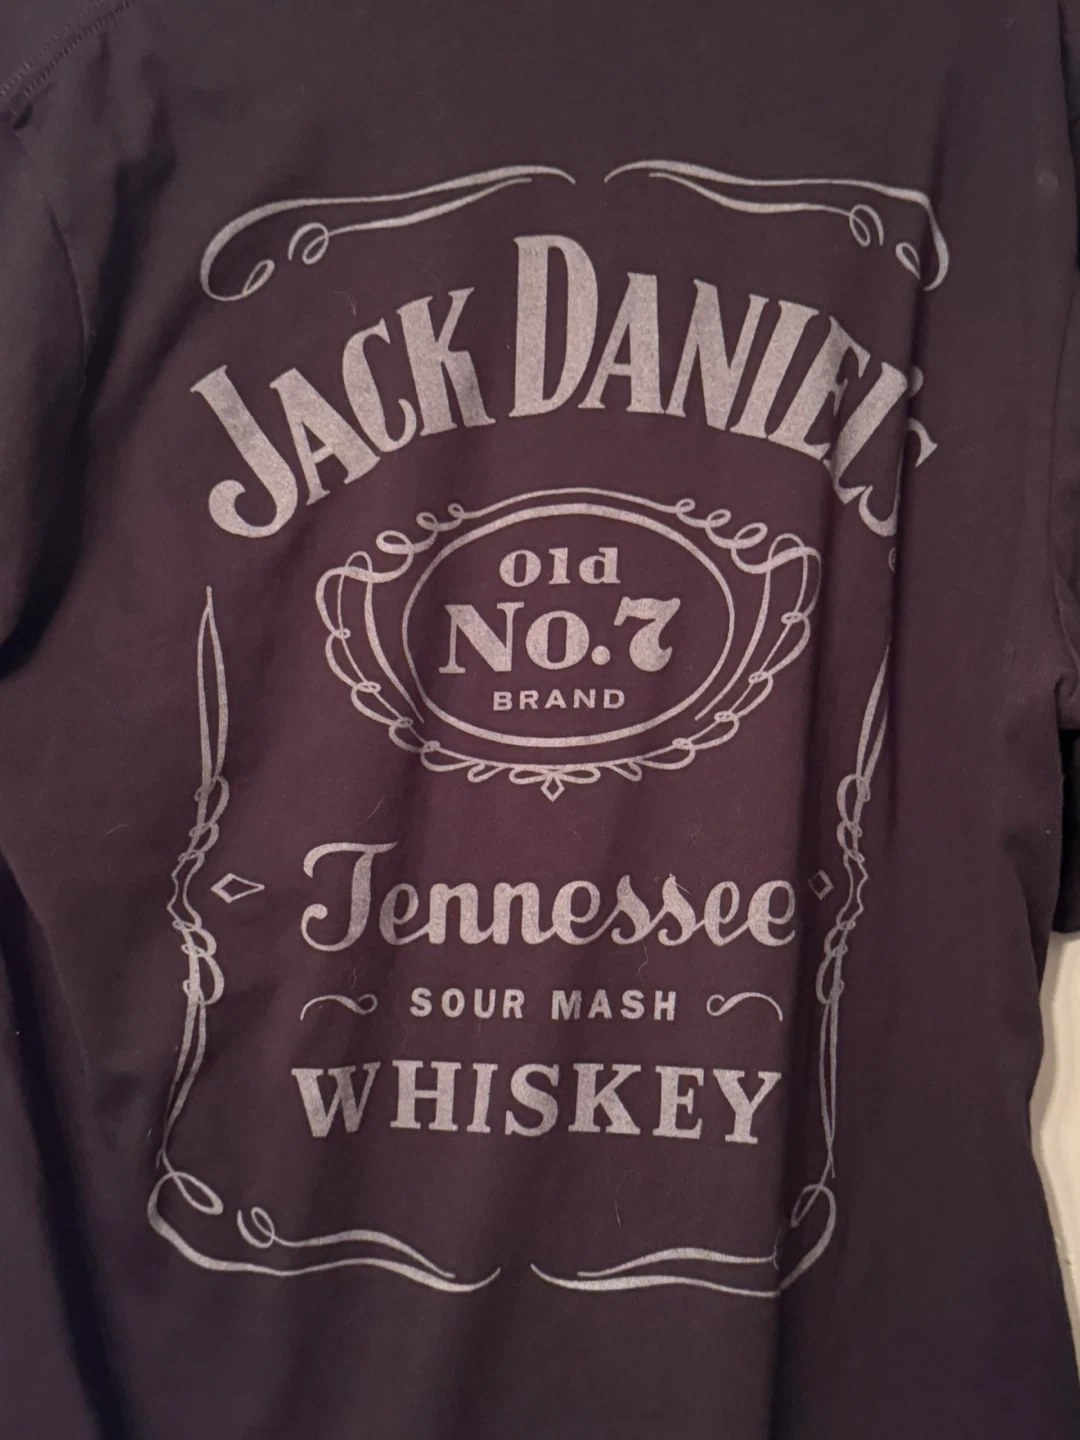 JACK DANIEL'S
Old
No.7
BRAND
Tennessee
SOUR MASH
WHISKEY